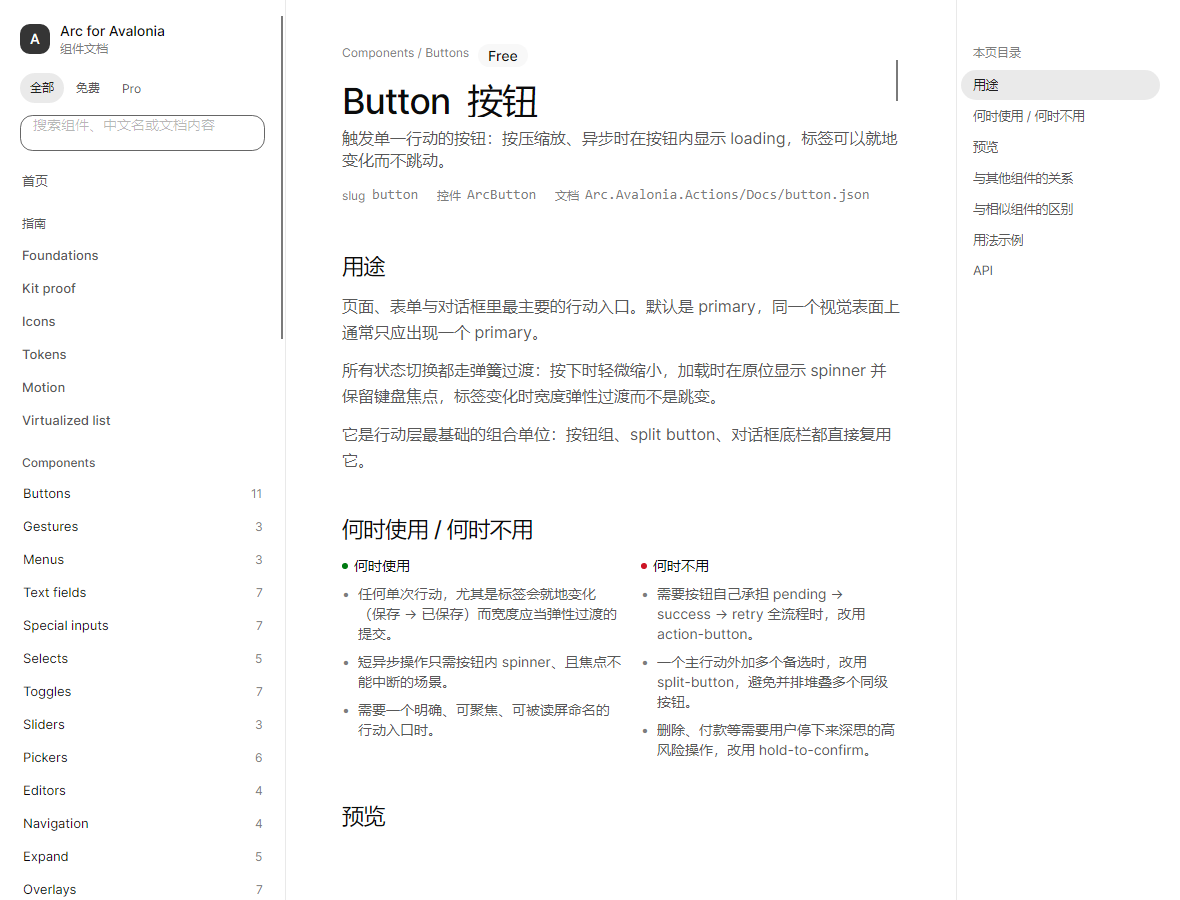 Arc for Avalonia
组件文档
全部 免费 Pro
搜索组件、中文名或文档内容
首页
指南
Foundations
Kit proof
Icons
Tokens
Motion
Virtualized list
Components
Buttons 11
Gestures 3
Menus 3
Text fields 7
Special inputs 7
Selects 5
Toggles 7
Sliders 3
Pickers 6
Editors 4
Navigation 4
Expand 5
Overlays 7
Components / Buttons Free
Button 按钮
触发单一行动的按钮：按压缩放、异步时在按钮内显示 loading，标签可以就地
变化而不跳动。
slug button 控件 ArcButton 文档 Arc.Avalonia.Actions/Docs/button.json
用途
页面、表单与对话框里最主要的行动入口。默认是 primary，同一个视觉表面上
通常只应出现一个 primary。
所有状态切换都走弹簧过渡：按下时轻微缩小，加载时在原位显示 spinner 并
保留键盘焦点，标签变化时宽度弹性过渡而不是跳变。
它是行动层最基础的组合单位：按钮组、split button、对话框底栏都直接复用
它。
何时使用 / 何时不用
何时使用
任何单次行动，尤其是标签会就地变化
（保存 → 已保存）而宽度应当弹性过渡的
提交。
短异步操作只需按钮内 spinner、且焦点不
能中断的场景。
需要一个明确、可聚焦、可被读屏命名的
行动入口时。
何时不用
需要按钮自己承担 pending →
success → retry 全流程时，改用
action-button。
一个主行动外加多个备选时，改用
split-button，避免并排堆叠多个同级
按钮。
删除、付款等需要用户停下来深思的高
风险操作，改用 hold-to-confirm。
预览
本页目录
用途
何时使用 / 何时不用
预览
与其他组件的关系
与相似组件的区别
用法示例
API
A